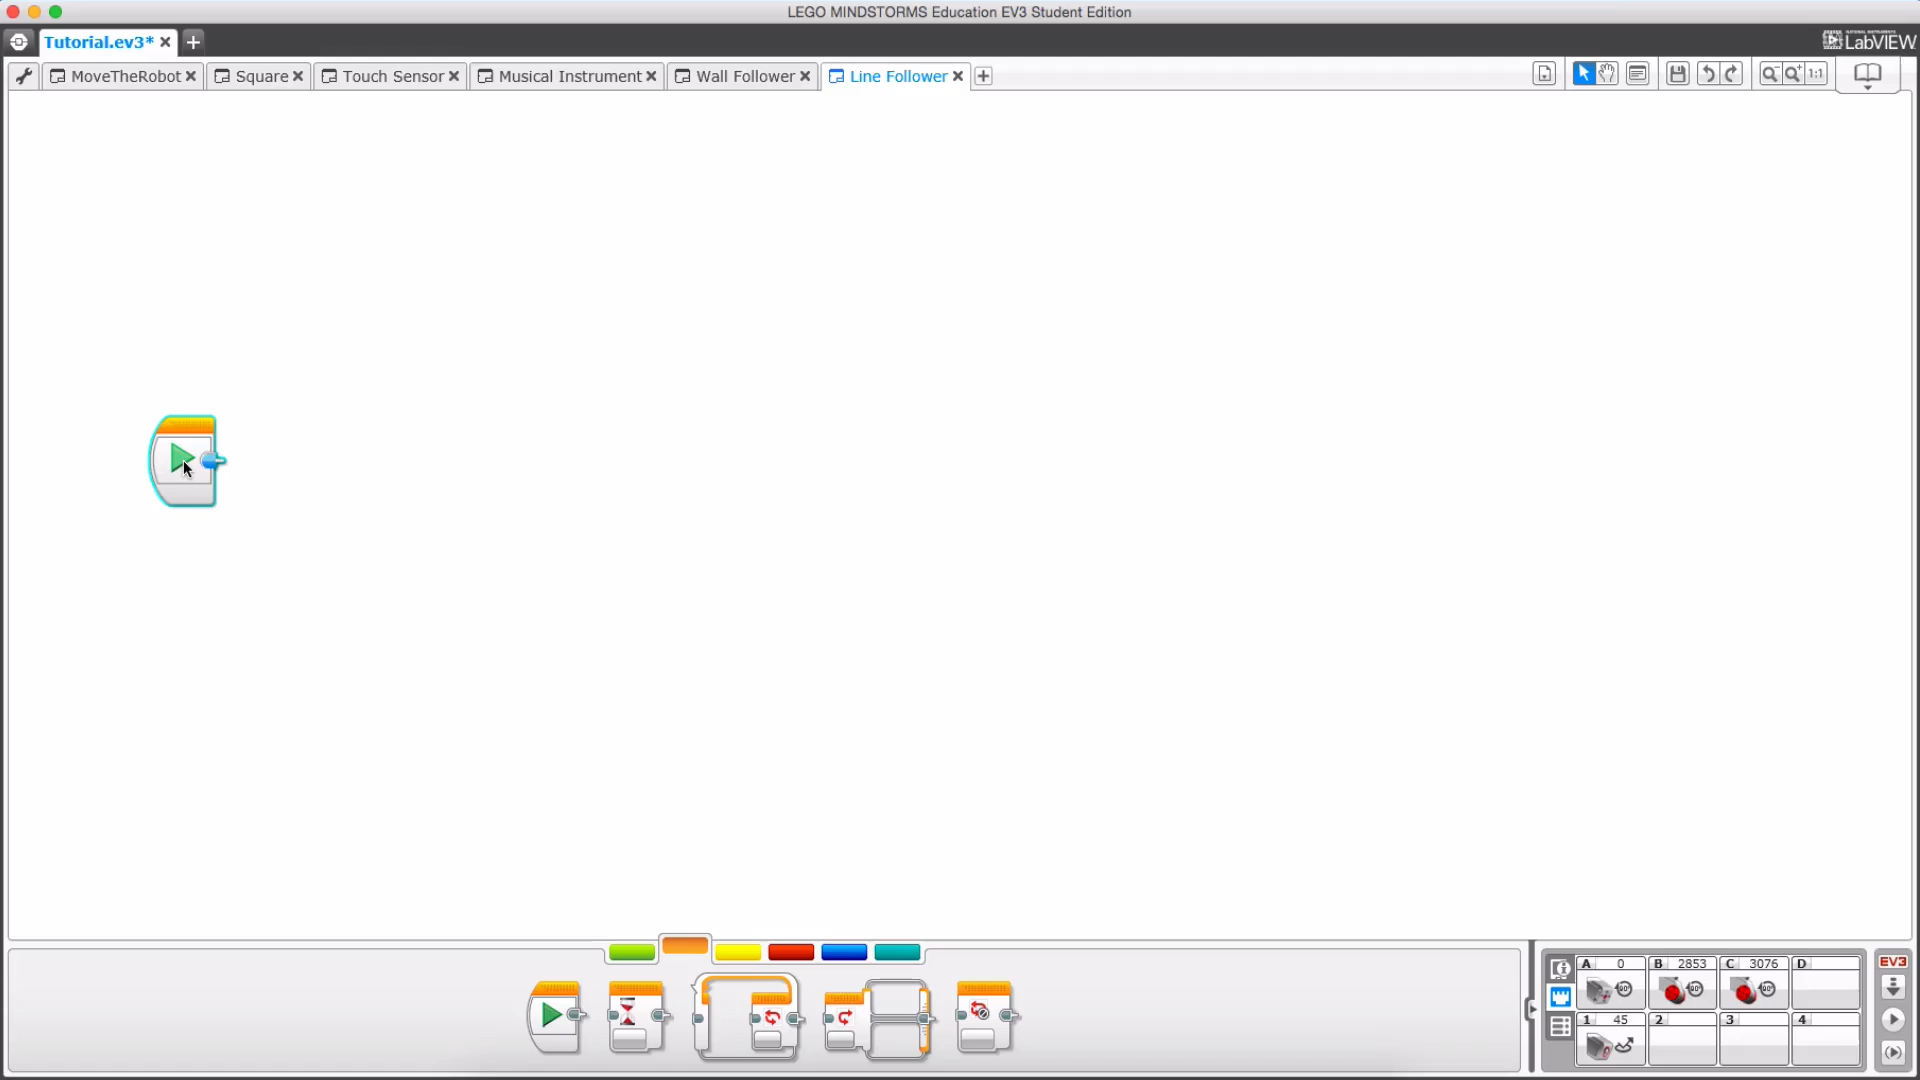 LEGO MINDSTORMS Education EV3 Student Edition
Tutorial.ev3*
LabVIEW
MoveTheRobot
Square
Touch Sensor
Musical Instrument
Wall Follower
Line Follower
1:1
A 0 B 2853 C 3076 D
EV3
1 45 2 3 4